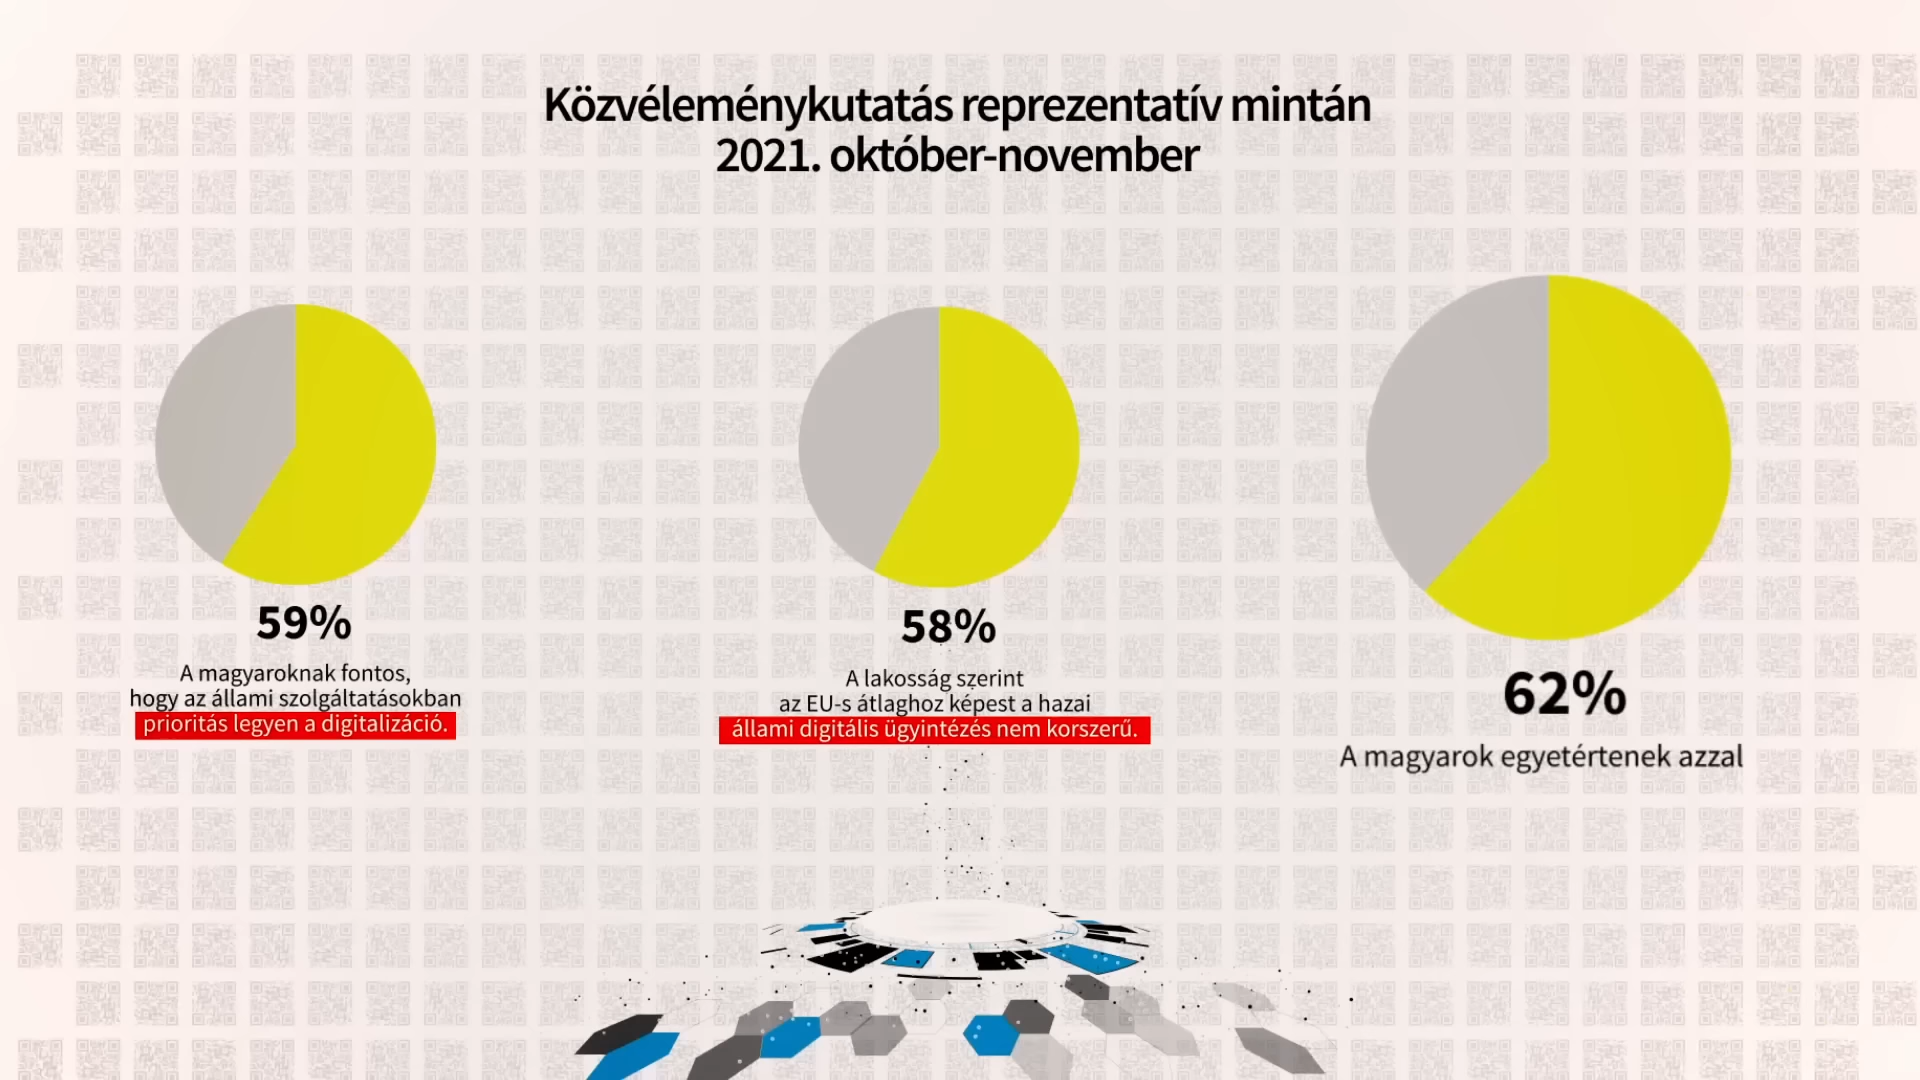 Közvéleménykutatás reprezentatív mintán
2021. október-november
59%
A magyaroknak fontos,
hogy az állami szolgáltatásokban
prioritás legyen a digitalizáció.
58%
A lakosság szerint
az EU-s átlaghoz képest a hazai
állami digitális ügyintézés nem korszerű.
62%
A magyarok egyetértenek azzal